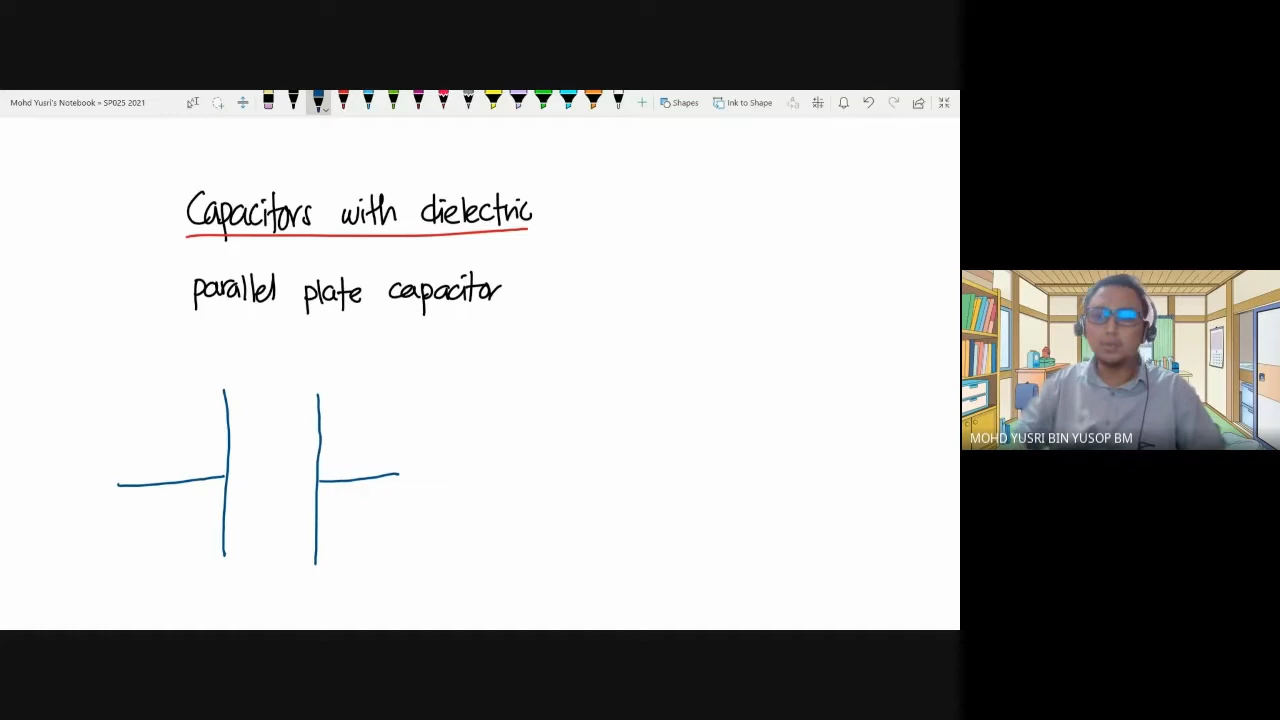 Mohd Yusri's Notebook » SP025 2021
Shapes
Ink to Shape
Capacitors with dielectric
parallel plate capacitor
MOHD YUSRI BIN YUSOP BM